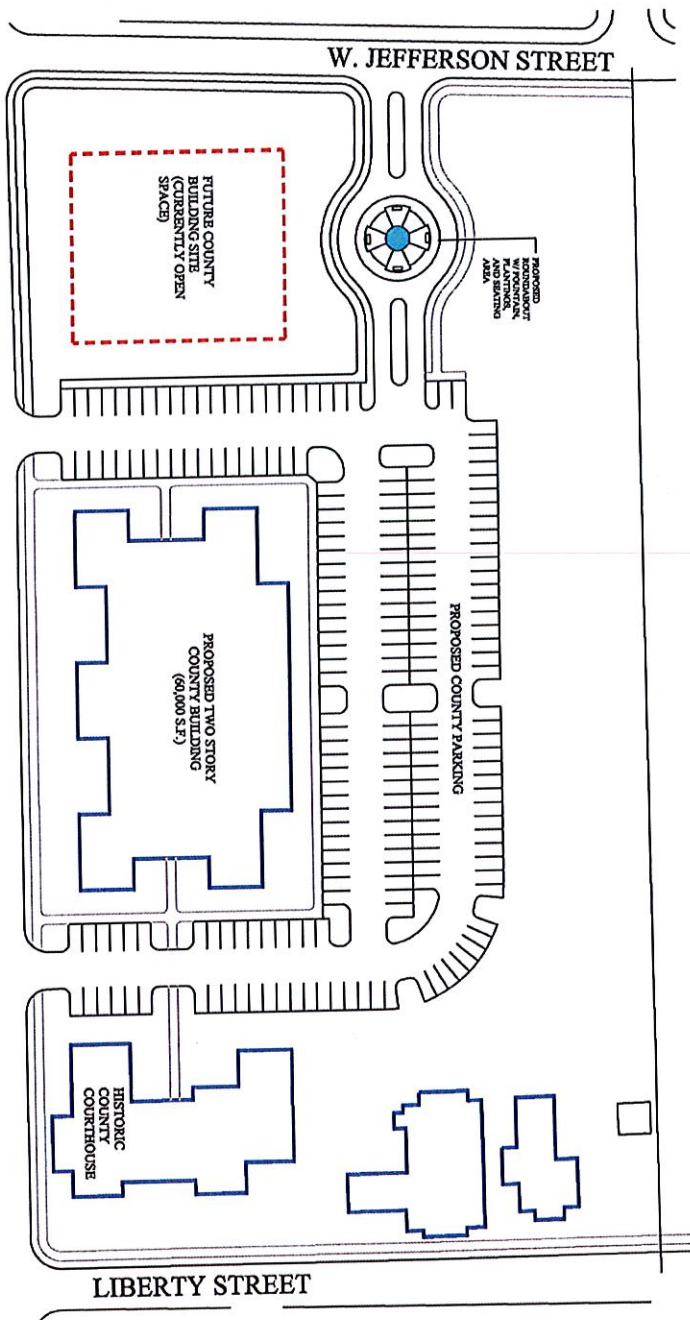 W. JEFFERSON STREET
FUTURE COUNTY
BUILDING SITE
(CURRENTLY OPEN
SPACE)
PROPOSED
ROUNDABOUT
W/ FOUNTAIN,
PLANTINGS,
AND SEATING
AREA
PROPOSED COUNTY PARKING
PROPOSED TWO STORY
COUNTY BUILDING
(60,000 S.F.)
HISTORIC
COUNTY
COURTHOUSE
LIBERTY STREET